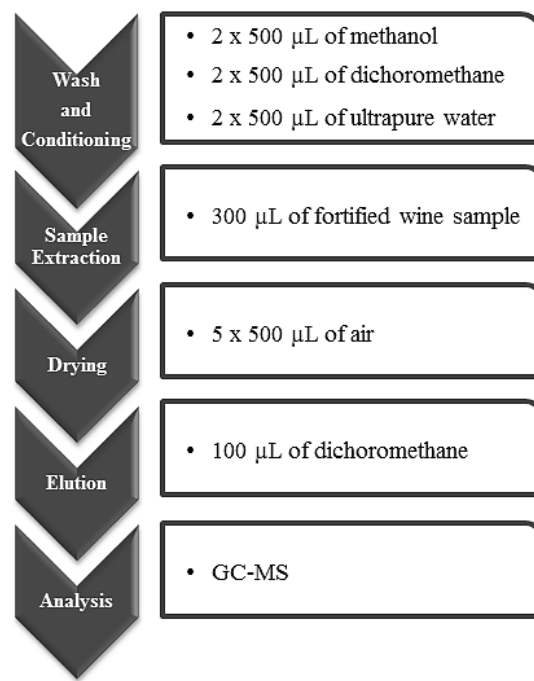 Wash
and
Conditioning
• 2 x 500 µL of methanol
• 2 x 500 µL of dichoromethane
• 2 x 500 µL of ultrapure water
Sample
Extraction
• 300 µL of fortified wine sample
Drying
• 5 x 500 µL of air
Elution
• 100 µL of dichoromethane
Analysis
• GC-MS